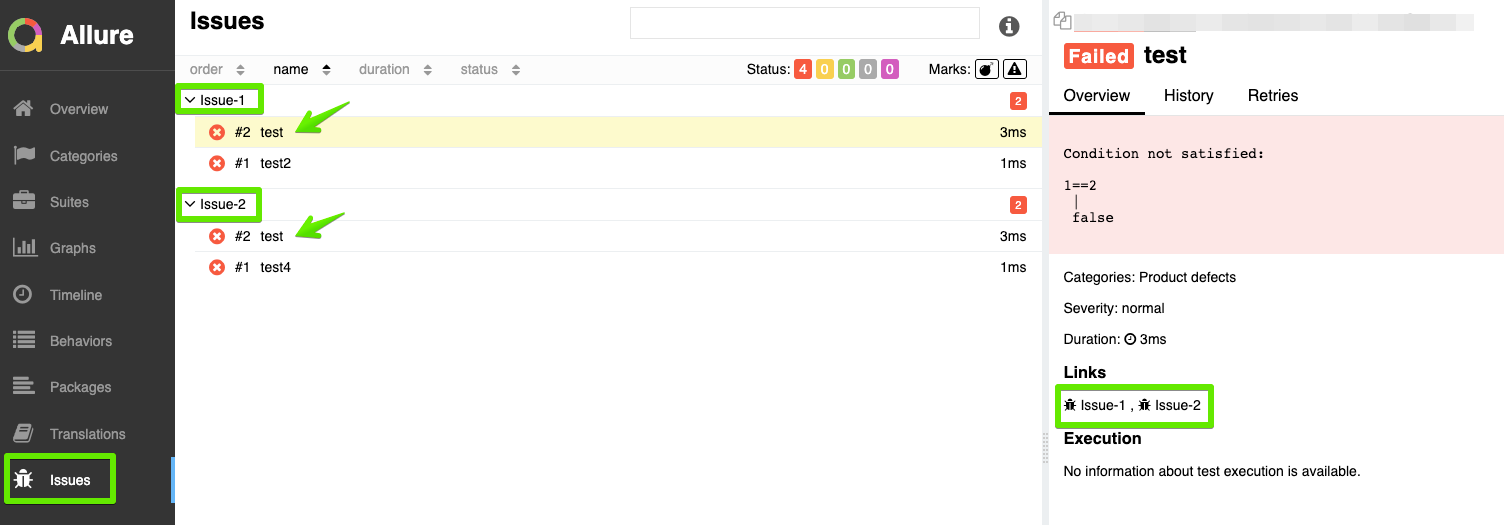 Allure
Overview
Categories
Suites
Graphs
Timeline
Behaviors
Packages
Translations
Issues
Issues
order name duration status Status: 4 0 0 0 0 Marks:
Issue-1 2
#2 test 3ms
#1 test2 1ms
Issue-2 2
#2 test 3ms
#1 test4 1ms
Failed test
Overview History Retries
Condition not satisfied:
1==2
|
false
Categories: Product defects
Severity: normal
Duration: 3ms
Links
Issue-1 , Issue-2
Execution
No information about test execution is available.